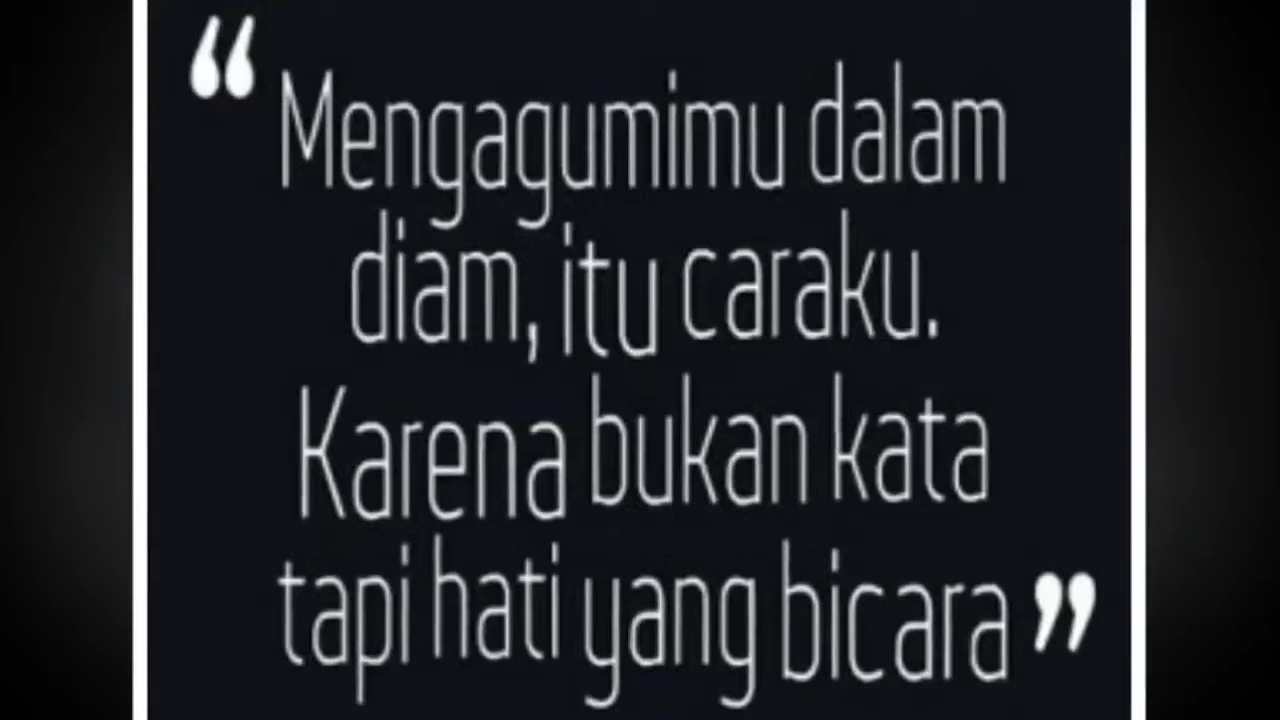 “Mengagumimu dalam
diam, itu caraku.
Karena bukan kata
tapi hati yang bicara”